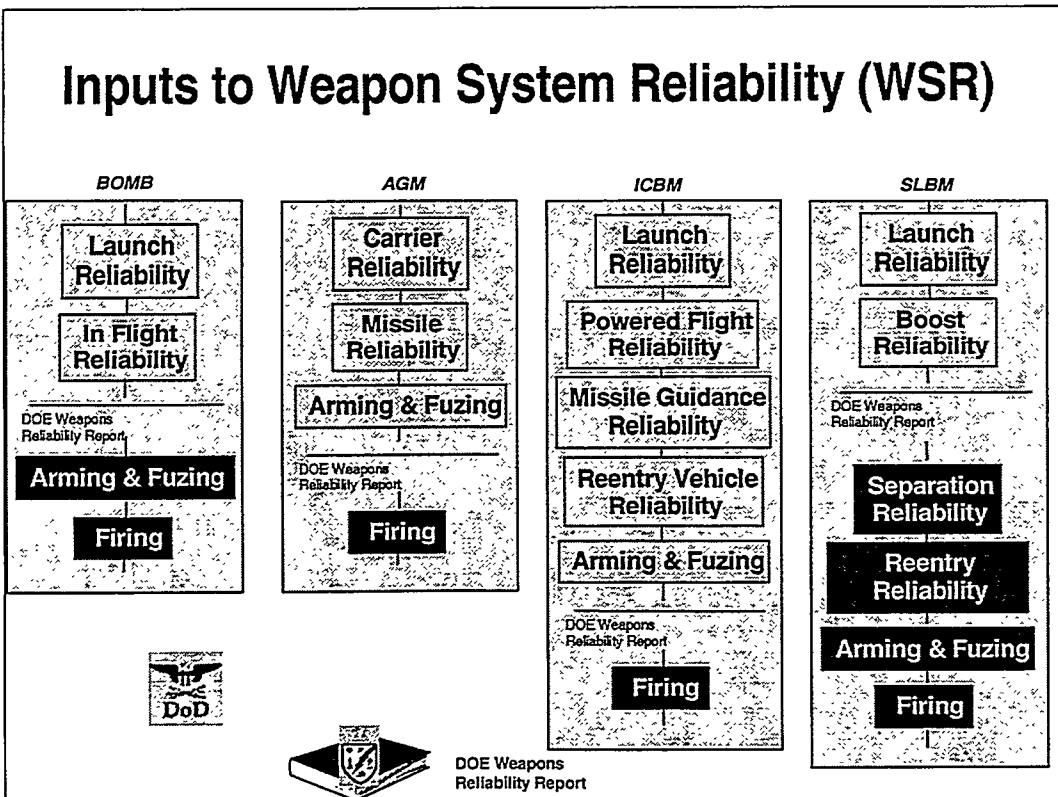 Inputs to Weapon System Reliability (WSR)
BOMB
Launch
Reliability
In Flight
Reliability
DOE Weapons
Reliability Report
Arming & Fuzing
Firing
AGM
Carrier
Reliability
Missile
Reliability
Arming & Fuzing
DOE Weapons
Reliability Report
Firing
ICBM
Launch
Reliability
Powered Flight
Reliability
Missile Guidance
Reliability
Reentry Vehicle
Reliability
Arming & Fuzing
DOE Weapons
Reliability Report
Firing
SLBM
Launch
Reliability
Boost
Reliability
DOE Weapons
Reliability Report
Separation
Reliability
Reentry
Reliability
Arming & Fuzing
Firing
DoD
DOE Weapons
Reliability Report